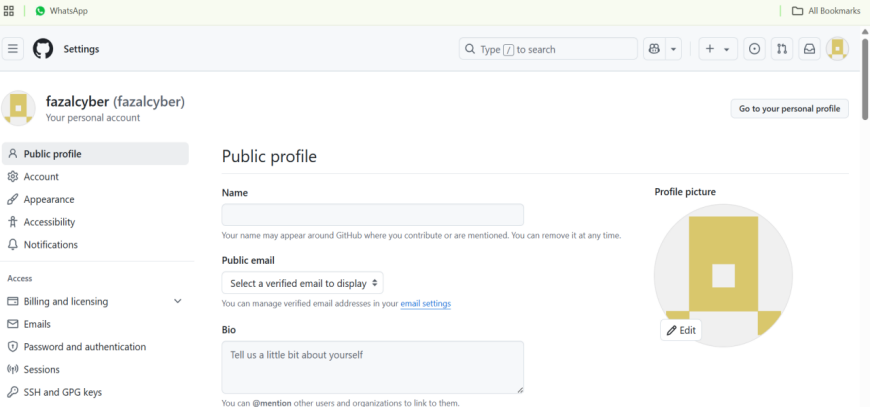 WhatsApp
All Bookmarks
Settings
Type / to search
fazalcyber (fazalcyber)
Your personal account
Go to your personal profile
Public profile
Account
Appearance
Accessibility
Notifications
Access
Billing and licensing
Emails
Password and authentication
Sessions
SSH and GPG keys
Public profile
Name
Your name may appear around GitHub where you contribute or are mentioned. You can remove it at any time.
Public email
Select a verified email to display
You can manage verified email addresses in your email settings
Bio
Tell us a little bit about yourself
You can @mention other users and organizations to link to them.
Profile picture
Edit